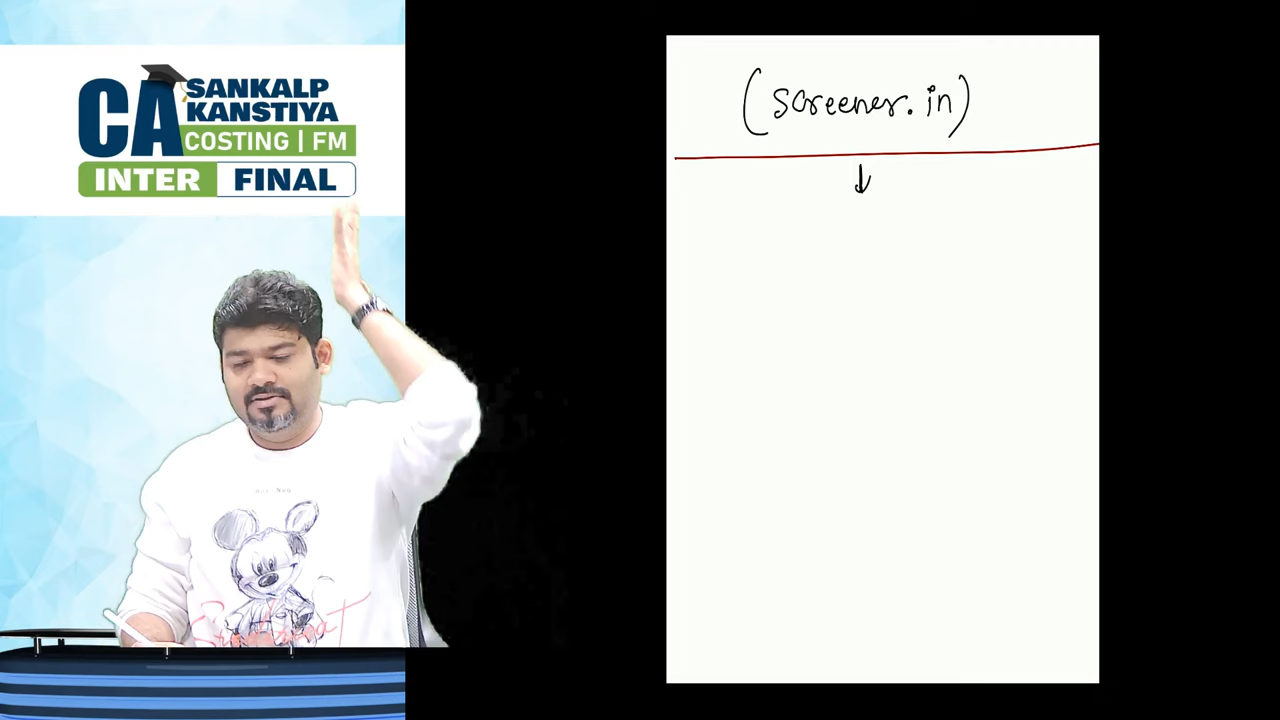 CA SANKALP
KANSTIYA
COSTING | FM
INTER FINAL
(screener.in)